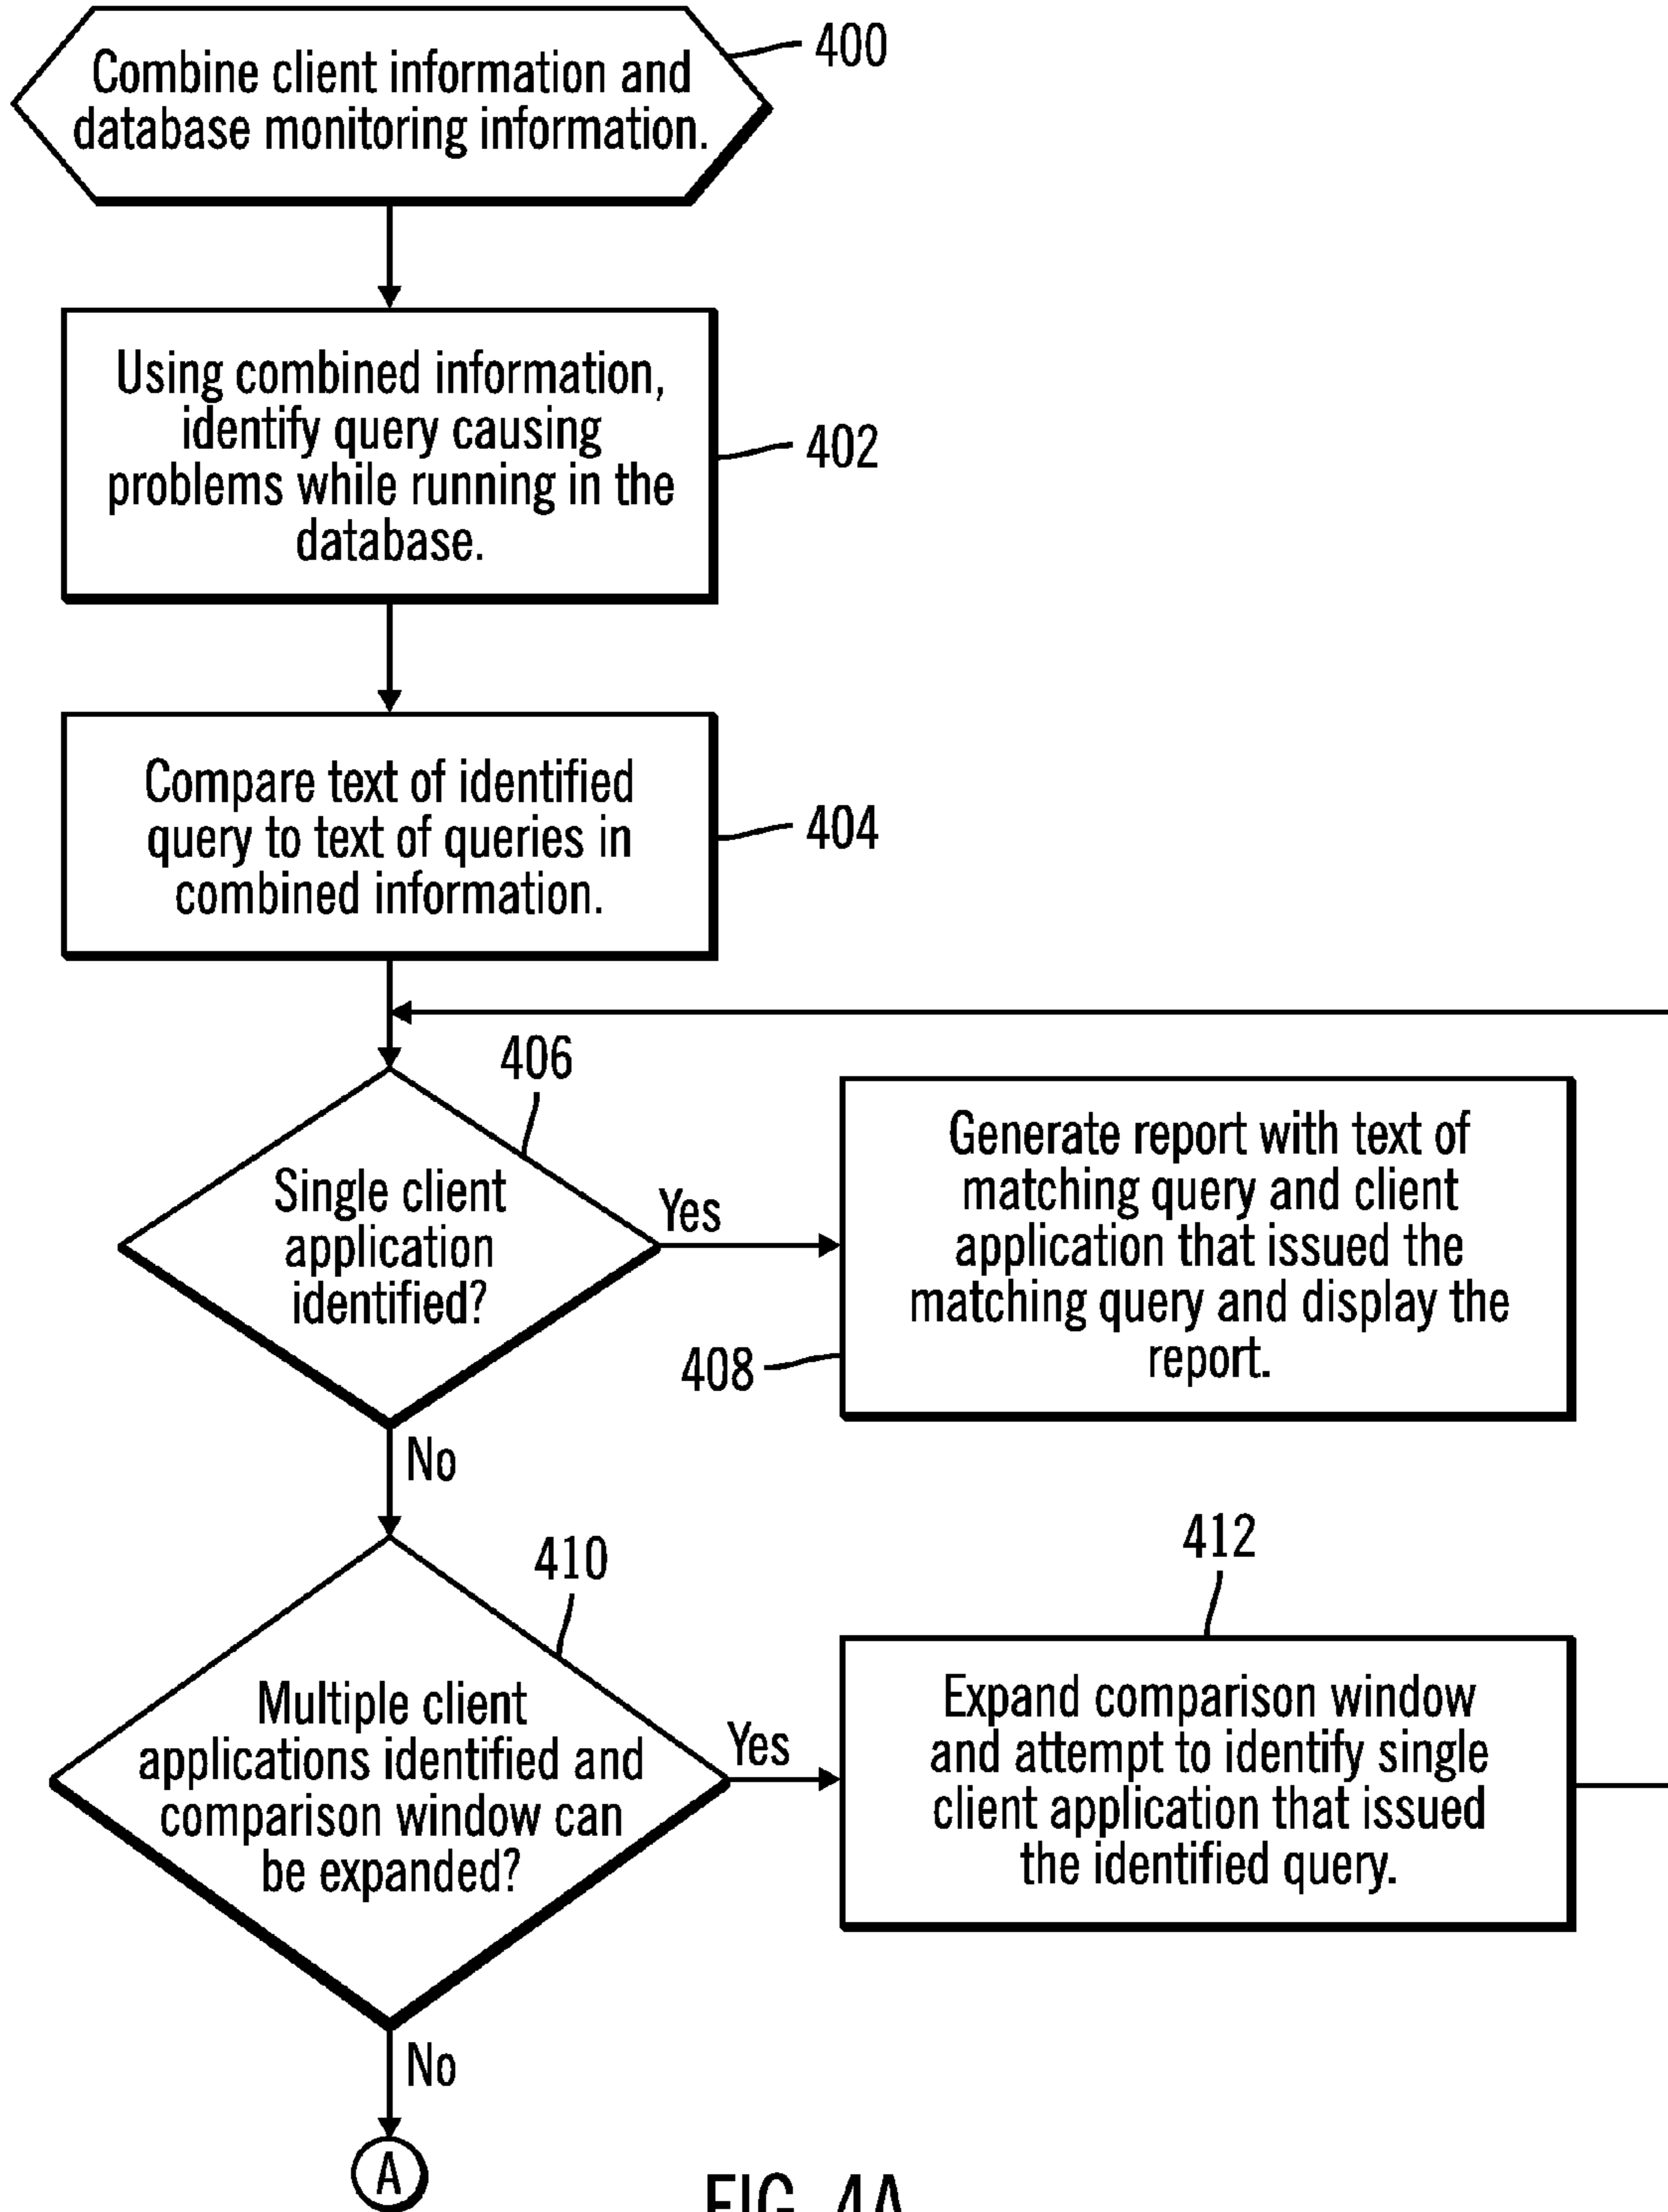 Combine client information and
database monitoring information.
400
Using combined information,
identify query causing
problems while running in the
database.
402
Compare text of identified
query to text of queries in
combined information.
404
406
Single client
application
identified?
Yes
No
Generate report with text of
matching query and client
application that issued the
matching query and display the
report.
408
410
Multiple client
applications identified and
comparison window can
be expanded?
Yes
No
412
Expand comparison window
and attempt to identify single
client application that issued
the identified query.
A
FIG. 4A